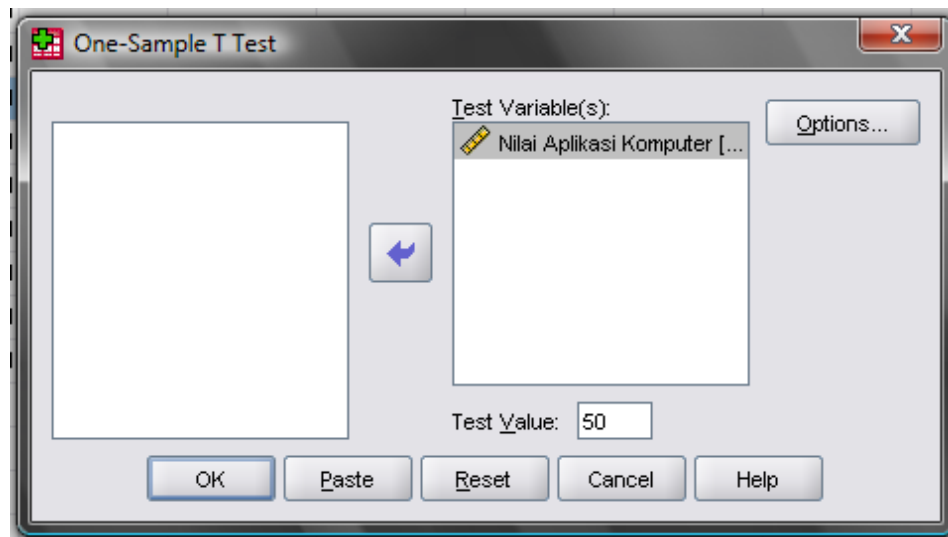 One-Sample T Test
Test Variable(s):
Nilai Aplikasi Komputer [...
Options...
Test Value: 50
OK Paste Reset Cancel Help